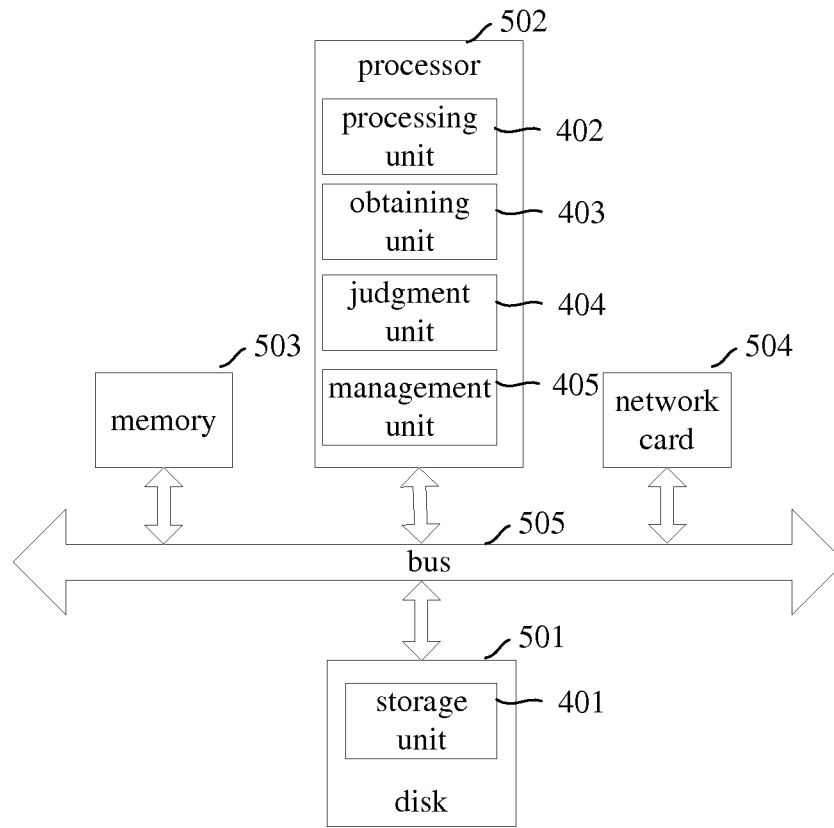 502
processor
processing
unit
402
obtaining
unit
403
judgment
unit
404
management
unit
405
503
memory
504
network
card
505
bus
501
storage
unit
401
disk